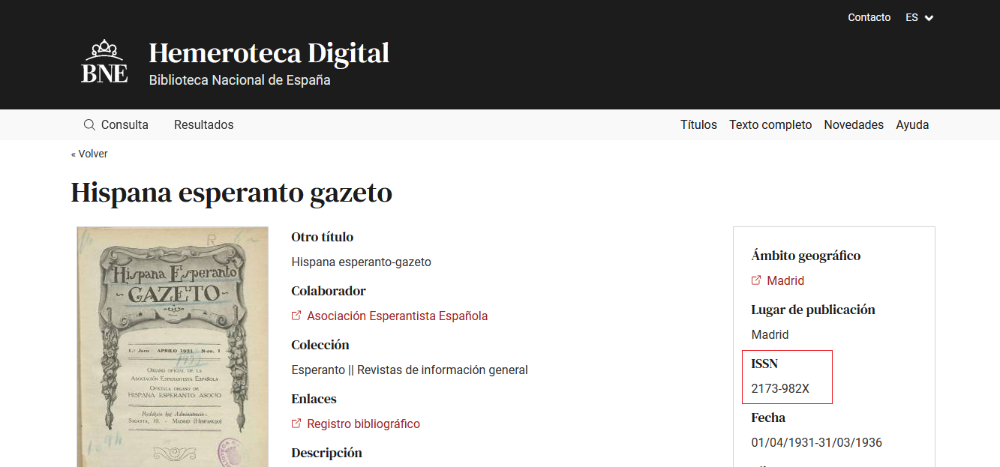 Contacto ES
BNE
Hemeroteca Digital
Biblioteca Nacional de España
Consulta Resultados
Títulos Texto completo Novedades Ayuda
« Volver
Hispana esperanto gazeto
Hispana Esperanto
GAZETO
1.ª Jaro APRILO 1931 N-ro. 1
ORGANO OFICIAL DE LA
ASOCIACIÓN ESPERANTISTA ESPAÑOLA
OFICIALA ORGANO DE
HISPANA ESPERANTO ASOCIO
Redakcio kaj Administracio:
SAGASTA, 10. - MADRID (HISPANUJO)
Otro título
Hispana esperanto-gazeto
Colaborador
Asociación Esperantista Española
Colección
Esperanto || Revistas de información general
Enlaces
Registro bibliográfico
Descripción
Ámbito geográfico
Madrid
Lugar de publicación
Madrid
ISSN
2173-982X
Fecha
01/04/1931-31/03/1936